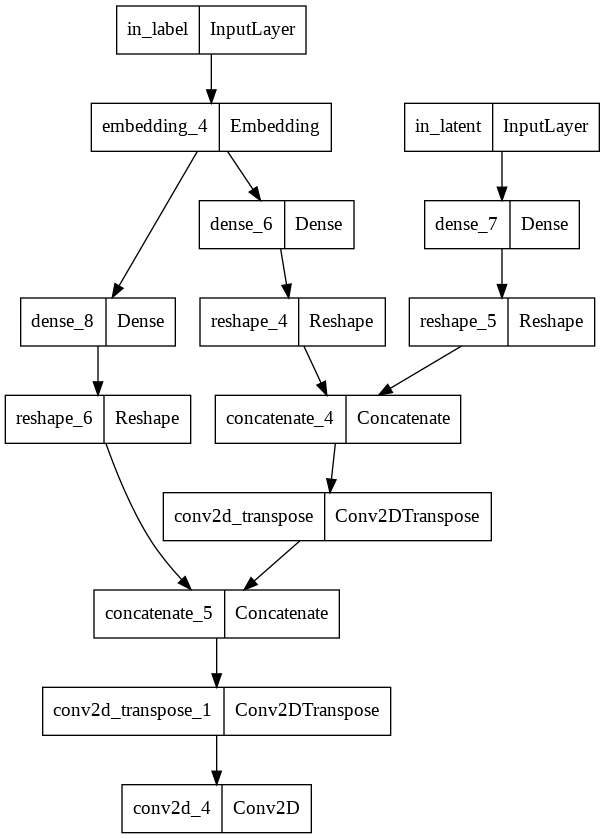 in_label InputLayer
embedding_4 Embedding
in_latent InputLayer
dense_6 Dense
dense_7 Dense
dense_8 Dense
reshape_4 Reshape
reshape_5 Reshape
reshape_6 Reshape
concatenate_4 Concatenate
conv2d_transpose Conv2DTranspose
concatenate_5 Concatenate
conv2d_transpose_1 Conv2DTranspose
conv2d_4 Conv2D